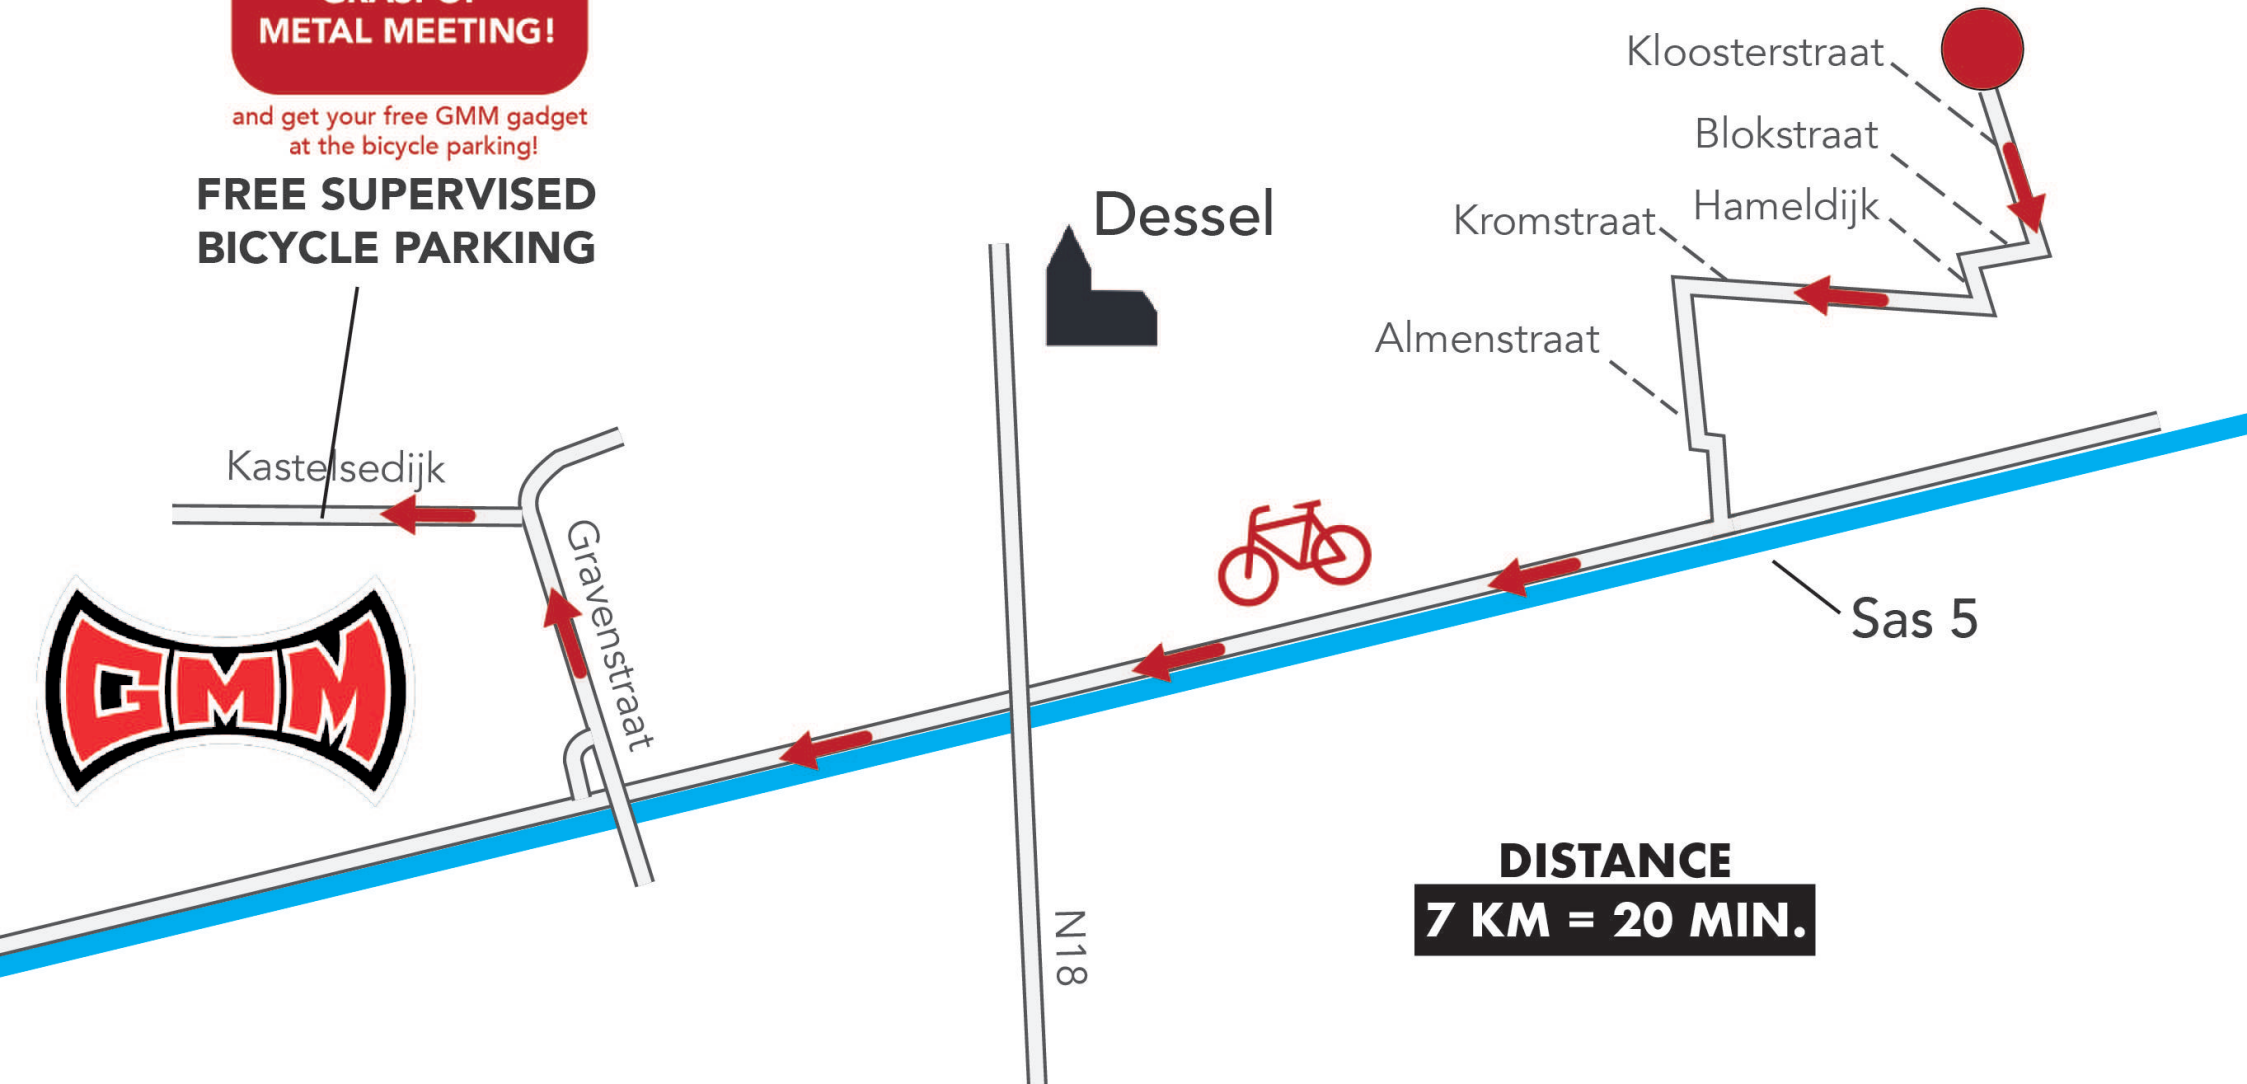 METAL MEETING!
and get your free GMM gadget
at the bicycle parking!
FREE SUPERVISED
BICYCLE PARKING
Kloosterstraat
Blokstraat
Hameldijk
Kromstraat
Dessel
Almenstraat
Kastelsedijk
Gravenstraat
Sas 5
GMM
N18
DISTANCE
7 KM = 20 MIN.